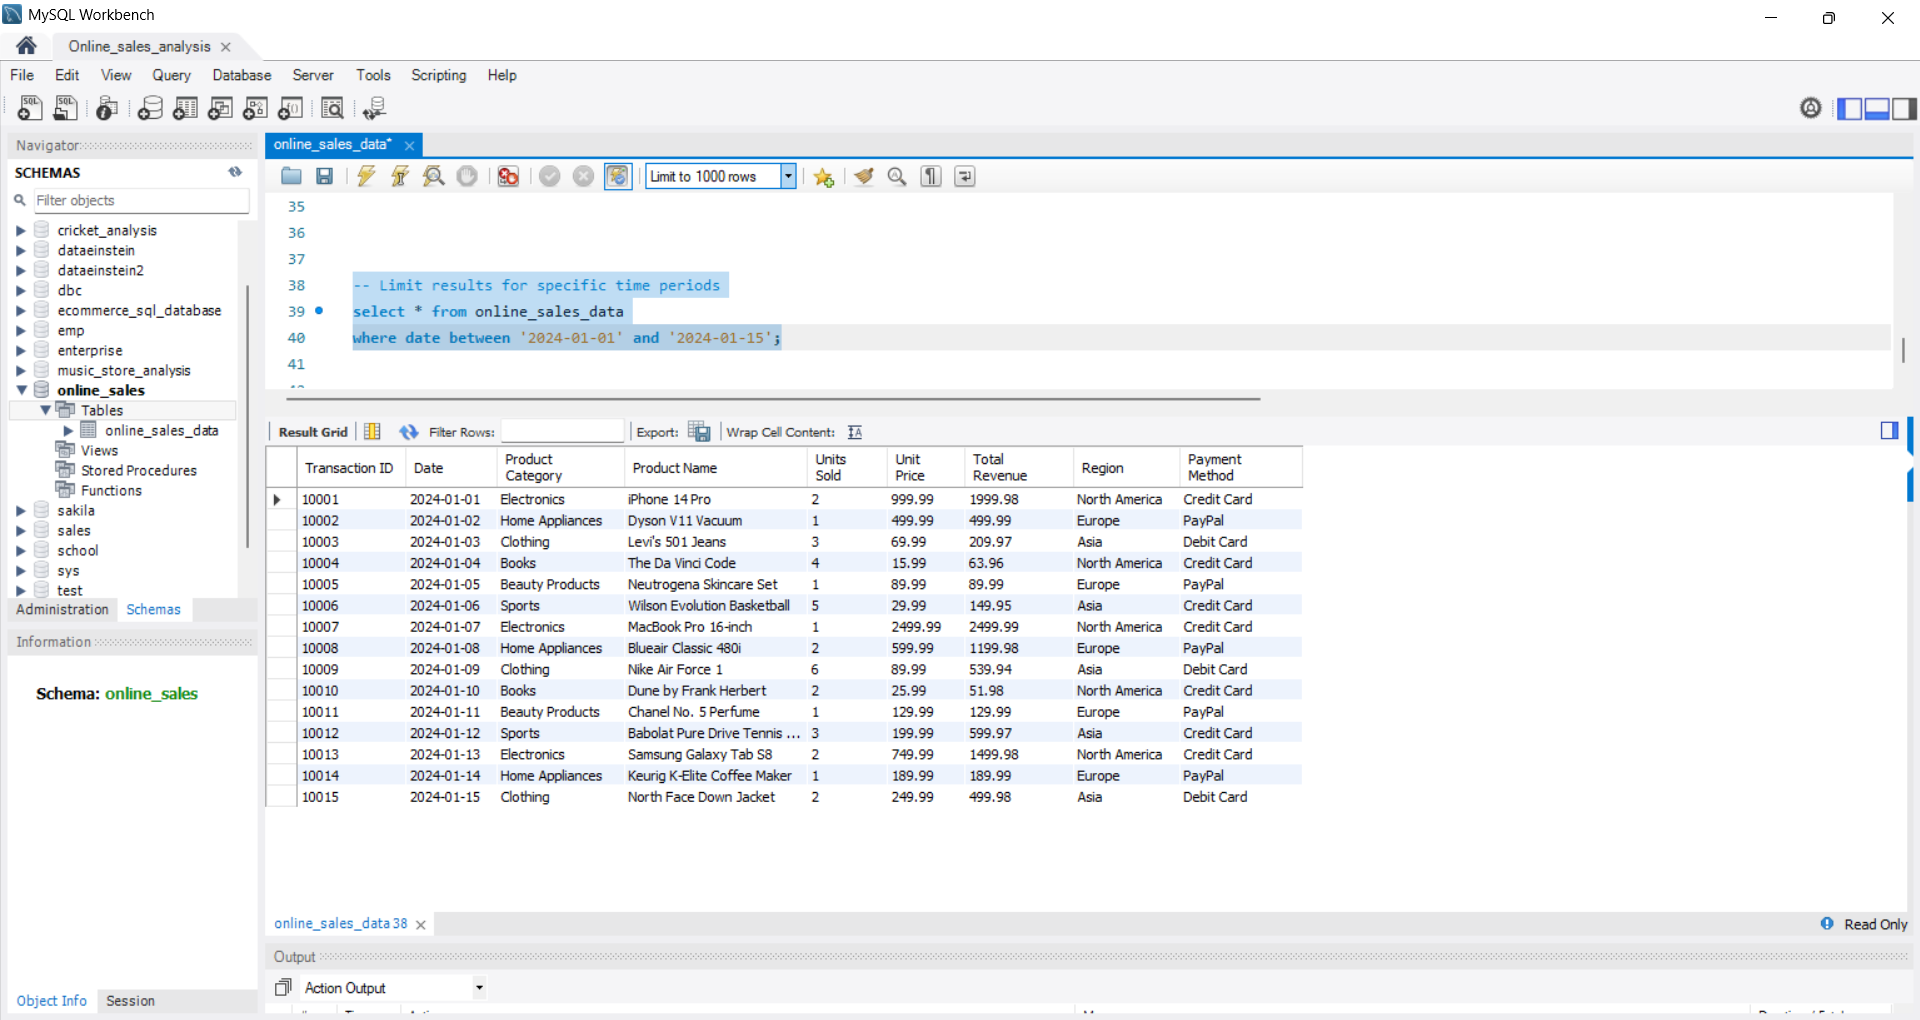 MySQL Workbench
Online_sales_analysis
File Edit View Query Database Server Tools Scripting Help
Navigator
SCHEMAS
Filter objects
cricket_analysis
dataeinstein
dataeinstein2
dbc
ecommerce_sql_database
emp
enterprise
music_store_analysis
online_sales
Tables
online_sales_data
Views
Stored Procedures
Functions
sakila
sales
school
sys
test
Administration Schemas
Information
Schema: online_sales
Object Info Session
online_sales_data*
Limit to 1000 rows
35
36
37
38 -- Limit results for specific time periods
39 select * from online_sales_data
40 where date between '2024-01-01' and '2024-01-15';
41
Result Grid Filter Rows: Export: Wrap Cell Content:
Transaction ID Date Product Category Product Name Units Sold Unit Price Total Revenue Region Payment Method
10001 2024-01-01 Electronics iPhone 14 Pro 2 999.99 1999.98 North America Credit Card
10002 2024-01-02 Home Appliances Dyson V11 Vacuum 1 499.99 499.99 Europe PayPal
10003 2024-01-03 Clothing Levi's 501 Jeans 3 69.99 209.97 Asia Debit Card
10004 2024-01-04 Books The Da Vinci Code 4 15.99 63.96 North America Credit Card
10005 2024-01-05 Beauty Products Neutrogena Skincare Set 1 89.99 89.99 Europe PayPal
10006 2024-01-06 Sports Wilson Evolution Basketball 5 29.99 149.95 Asia Credit Card
10007 2024-01-07 Electronics MacBook Pro 16-inch 1 2499.99 2499.99 North America Credit Card
10008 2024-01-08 Home Appliances Blueair Classic 480i 2 599.99 1199.98 Europe PayPal
10009 2024-01-09 Clothing Nike Air Force 1 6 89.99 539.94 Asia Debit Card
10010 2024-01-10 Books Dune by Frank Herbert 2 25.99 51.98 North America Credit Card
10011 2024-01-11 Beauty Products Chanel No. 5 Perfume 1 129.99 129.99 Europe PayPal
10012 2024-01-12 Sports Babolat Pure Drive Tennis ... 3 199.99 599.97 Asia Credit Card
10013 2024-01-13 Electronics Samsung Galaxy Tab S8 2 749.99 1499.98 North America Credit Card
10014 2024-01-14 Home Appliances Keurig K-Elite Coffee Maker 1 189.99 189.99 Europe PayPal
10015 2024-01-15 Clothing North Face Down Jacket 2 249.99 499.98 Asia Debit Card
online_sales_data 38
Read Only
Output
Action Output